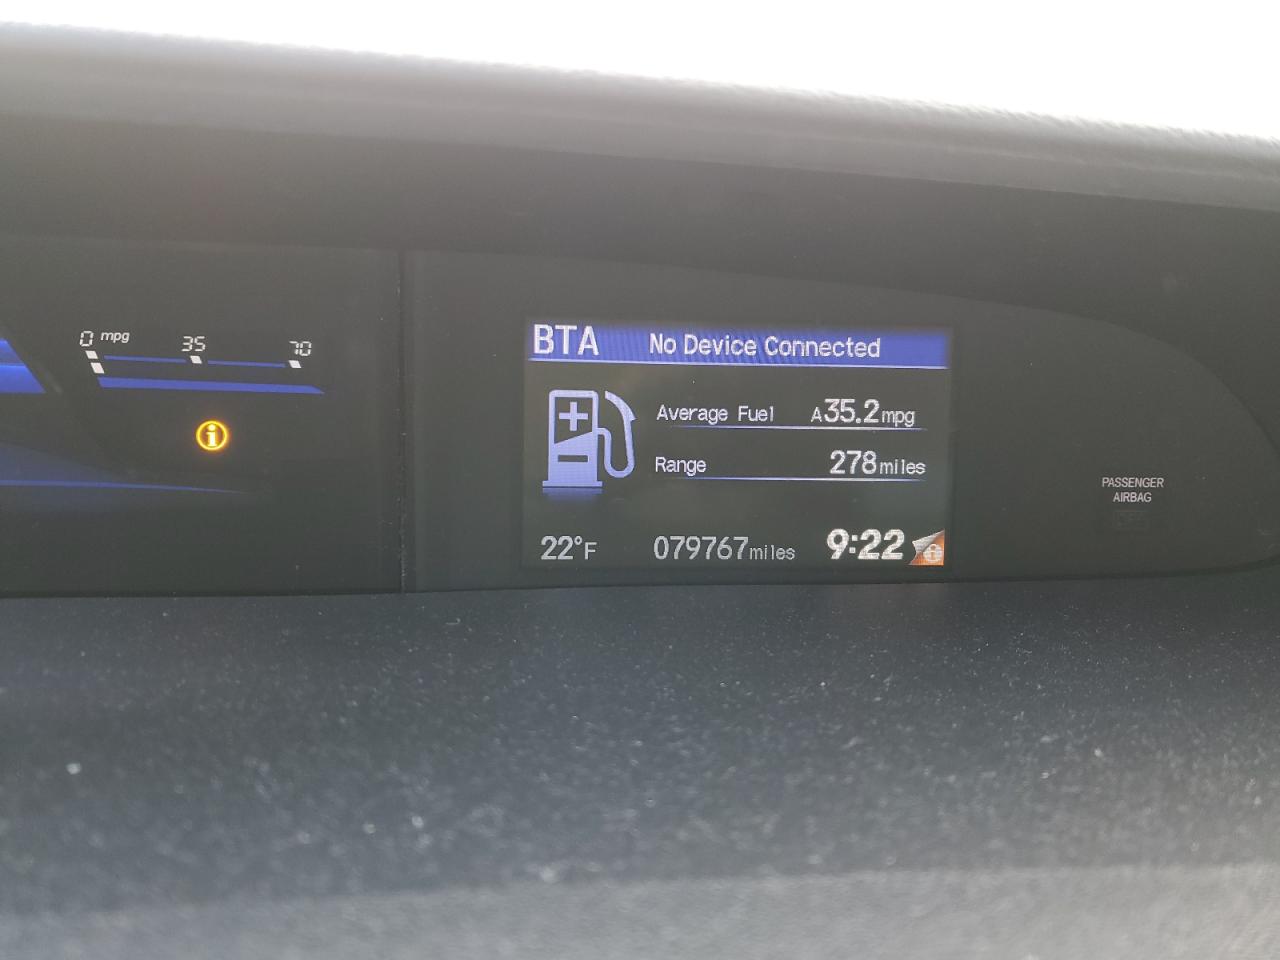 0 mpg 35 70
i
BTA No Device Connected
Average Fuel A35.2mpg
Range 278miles
22°F 079767miles 9:22 i
PASSENGER
AIRBAG